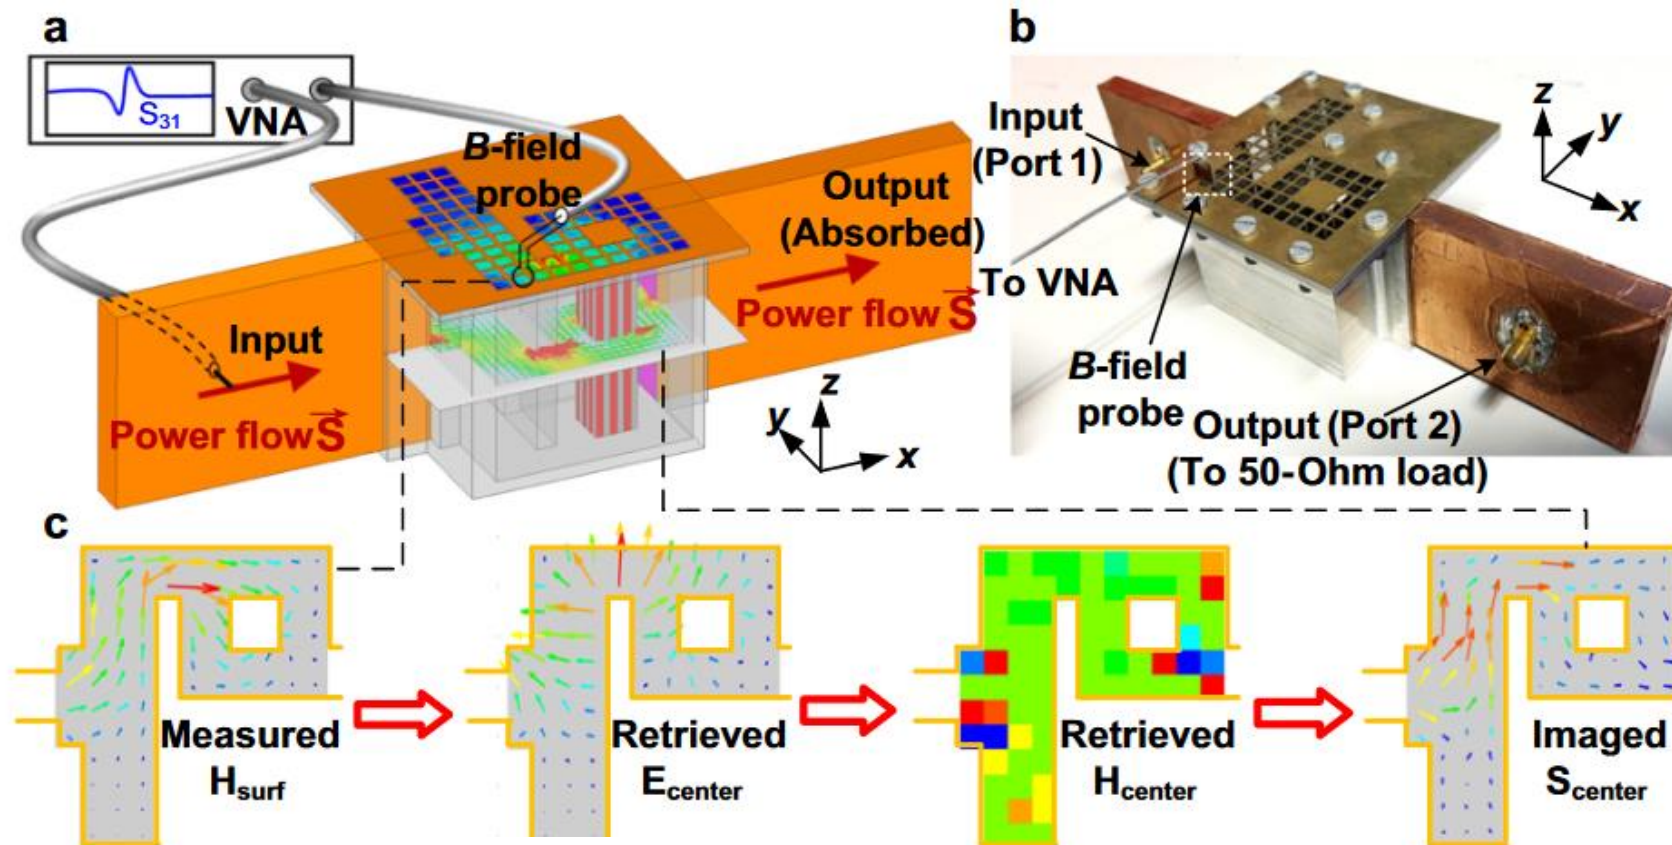 a
S31
VNA
B-field
probe
Output
(Absorbed)
Power flow S
Input
Power flow S
z
y
x
b
Input
(Port 1)
z
y
x
To VNA
B-field
probe
Output (Port 2)
(To 50-Ohm load)
c
Measured
Hsurf
Retrieved
Ecenter
Retrieved
Hcenter
Imaged
Scenter